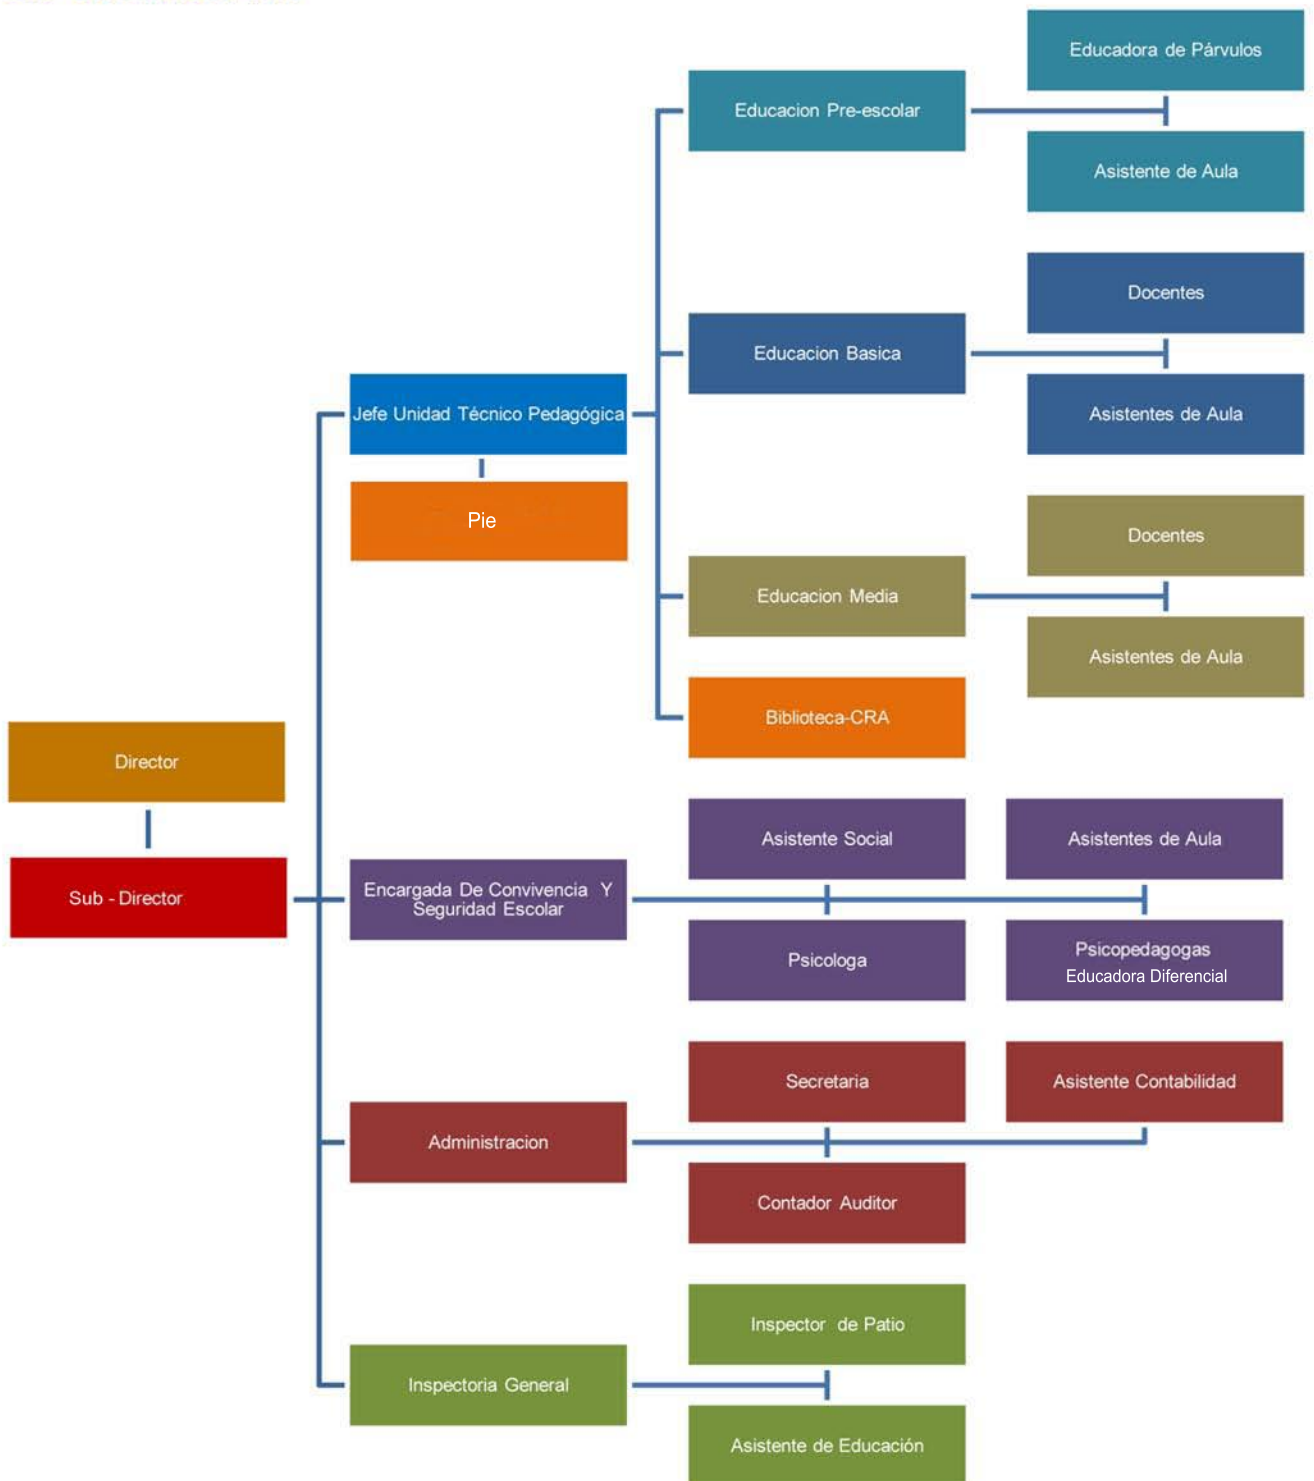 Educadora de Párvulos
Educacion Pre-escolar
Asistente de Aula
Docentes
Educacion Basica
Asistentes de Aula
Jefe Unidad Técnico Pedagógica
Pie
Docentes
Educacion Media
Asistentes de Aula
Biblioteca-CRA
Director
Sub - Director
Asistente Social
Asistentes de Aula
Encargada De Convivencia Y
Seguridad Escolar
Psicologa
Psicopedagogas
Educadora Diferencial
Secretaria
Asistente Contabilidad
Administracion
Contador Auditor
Inspector de Patio
Inspectoria General
Asistente de Educación